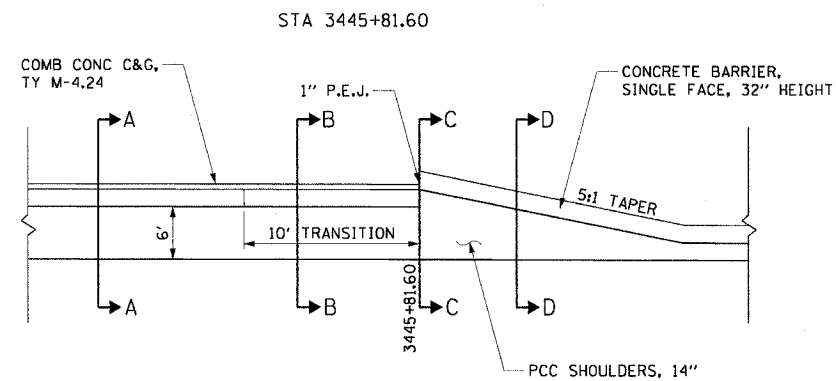 STA 3445+81.60
COMB CONC C&G,
TY M-4.24
1" P.E.J.
CONCRETE BARRIER,
SINGLE FACE, 32" HEIGHT
A
B
C
D
5:1 TAPER
6'
10' TRANSITION
3445+81.60
A
B
C
D
PCC SHOULDERS, 14"